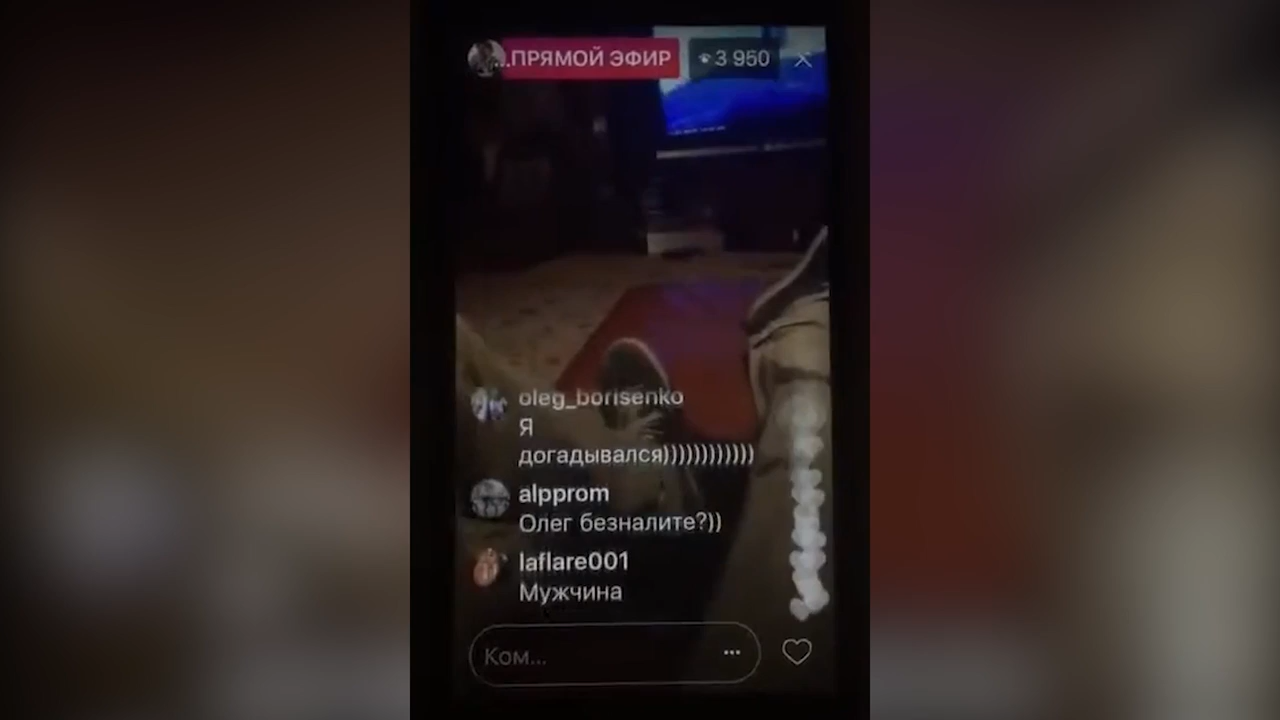 ...ПРЯМОЙ ЭФИР
3 950
oleg_borisenko
Я
догадывался))))))))))))
alpprom
Олег безналите?))
laflare001
Мужчина
Ком...